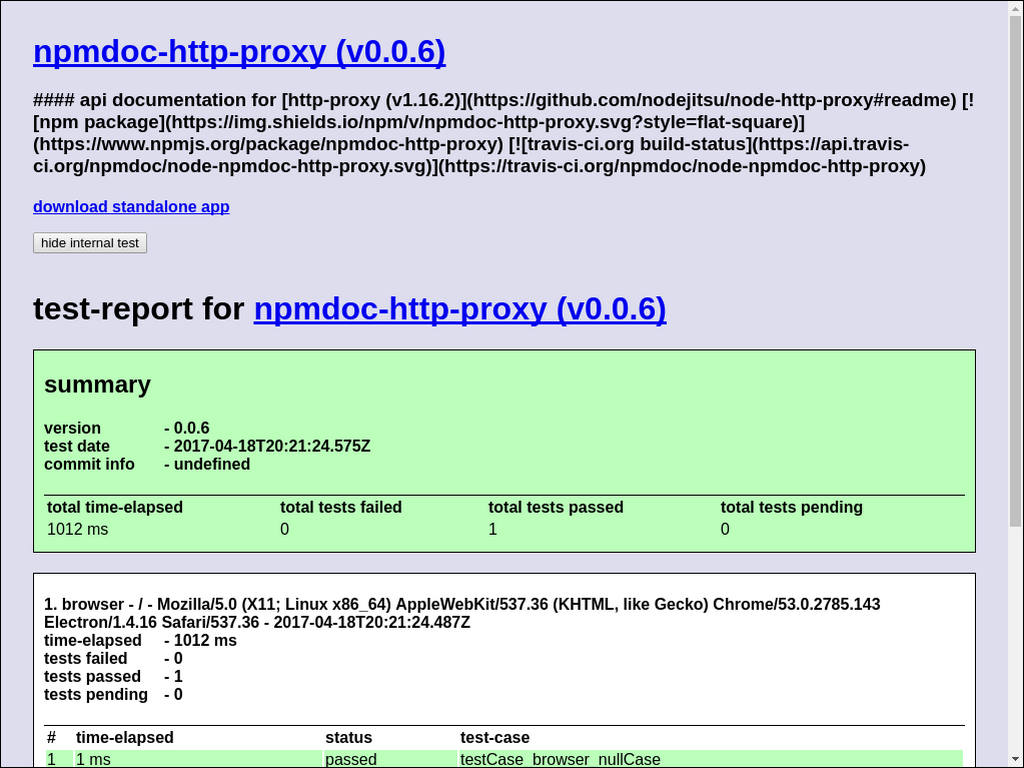 npmdoc-http-proxy (v0.0.6)
#### api documentation for [http-proxy (v1.16.2)](https://github.com/nodejitsu/node-http-proxy#readme) [!
[npm package](https://img.shields.io/npm/v/npmdoc-http-proxy.svg?style=flat-square)]
(https://www.npmjs.org/package/npmdoc-http-proxy) [![travis-ci.org build-status](https://api.travis-
ci.org/npmdoc/node-npmdoc-http-proxy.svg)](https://travis-ci.org/npmdoc/node-npmdoc-http-proxy)
download standalone app
hide internal test
test-report for npmdoc-http-proxy (v0.0.6)
summary
version - 0.0.6
test date - 2017-04-18T20:21:24.575Z
commit info - undefined
total time-elapsed total tests failed total tests passed total tests pending
1012 ms 0 1 0
1. browser - / - Mozilla/5.0 (X11; Linux x86_64) AppleWebKit/537.36 (KHTML, like Gecko) Chrome/53.0.2785.143
Electron/1.4.16 Safari/537.36 - 2017-04-18T20:21:24.487Z
time-elapsed - 1012 ms
tests failed - 0
tests passed - 1
tests pending - 0
# time-elapsed status test-case
1 1 ms passed testCase_browser_nullCase